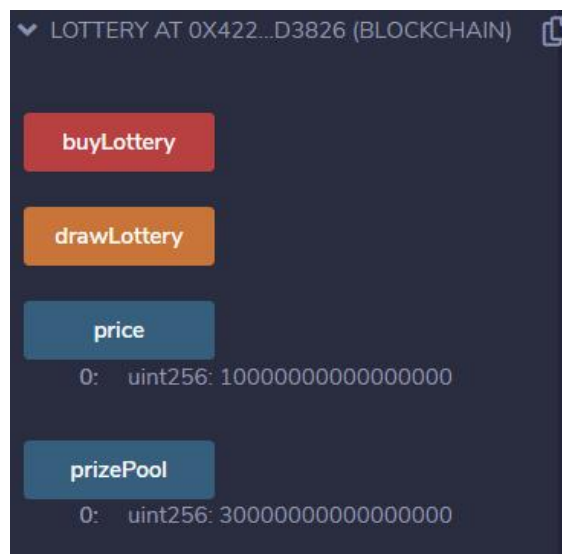 LOTTERY AT 0X422...D3826 (BLOCKCHAIN)
buyLottery
drawLottery
price
0: uint256: 10000000000000000
prizePool
0: uint256: 30000000000000000